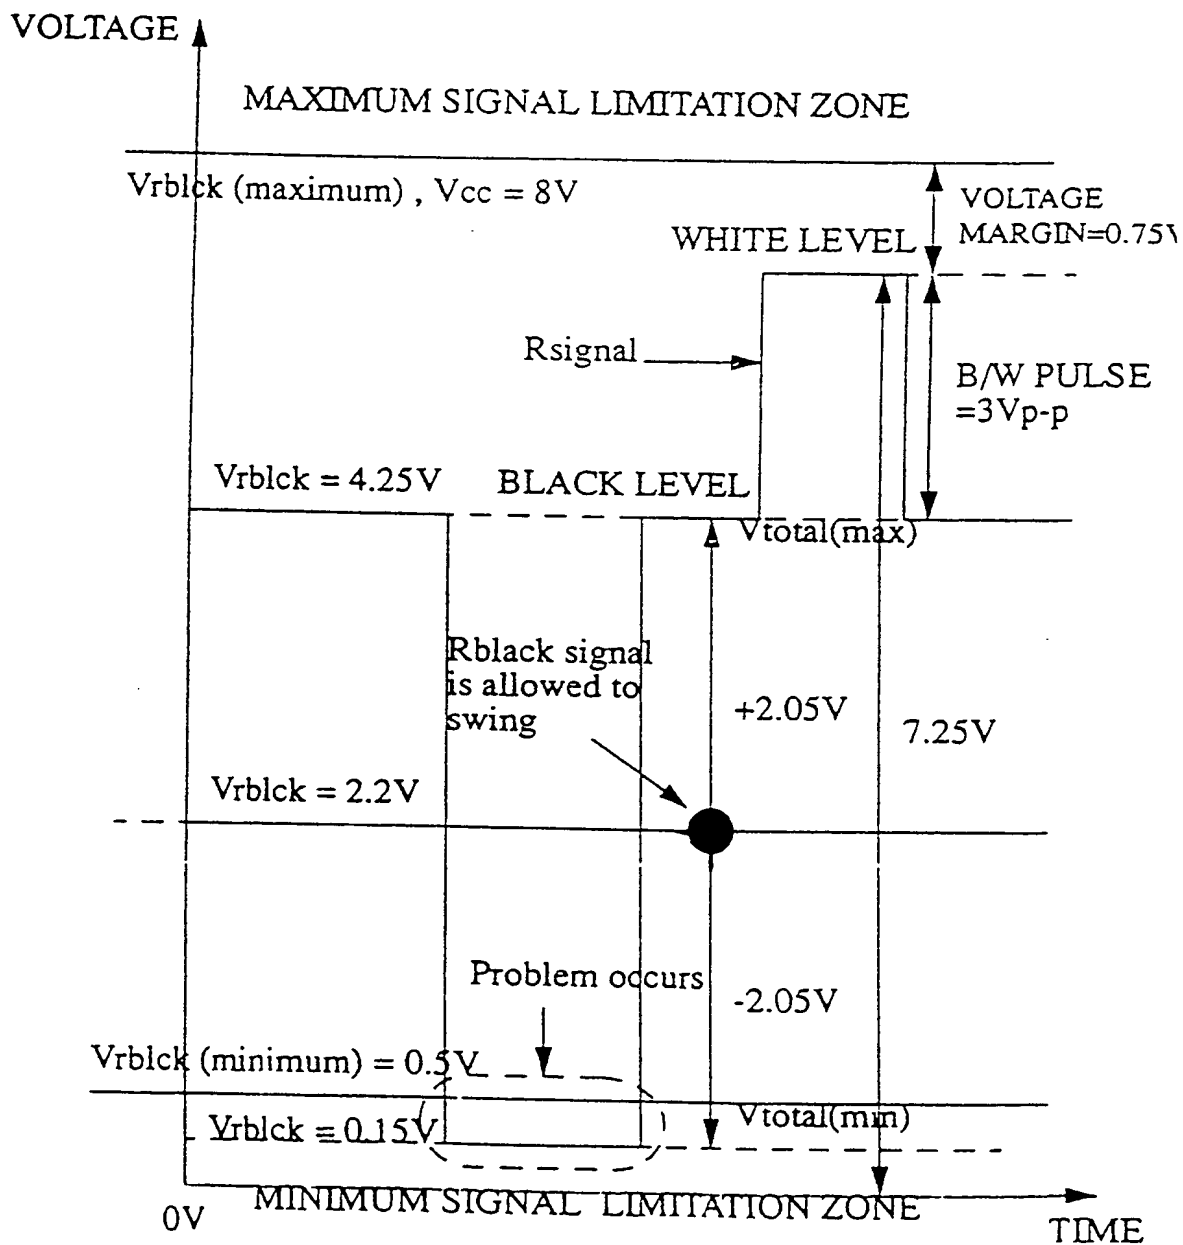 VOLTAGE
MAXIMUM SIGNAL LIMITATION ZONE
Vrblck (maximum) , Vcc = 8V
VOLTAGE
MARGIN=0.75V
WHITE LEVEL
Rsignal
B/W PULSE
=3Vp-p
Vrblck = 4.25V
BLACK LEVEL
Vtotal(max)
Rblack signal
is allowed to
swing
+2.05V
7.25V
Vrblck = 2.2V
Problem occurs
-2.05V
Vrblck (minimum) = 0.5V
Vtotal(min)
Vrblck = 0.15V
0V
MINIMUM SIGNAL LIMITATION ZONE
TIME